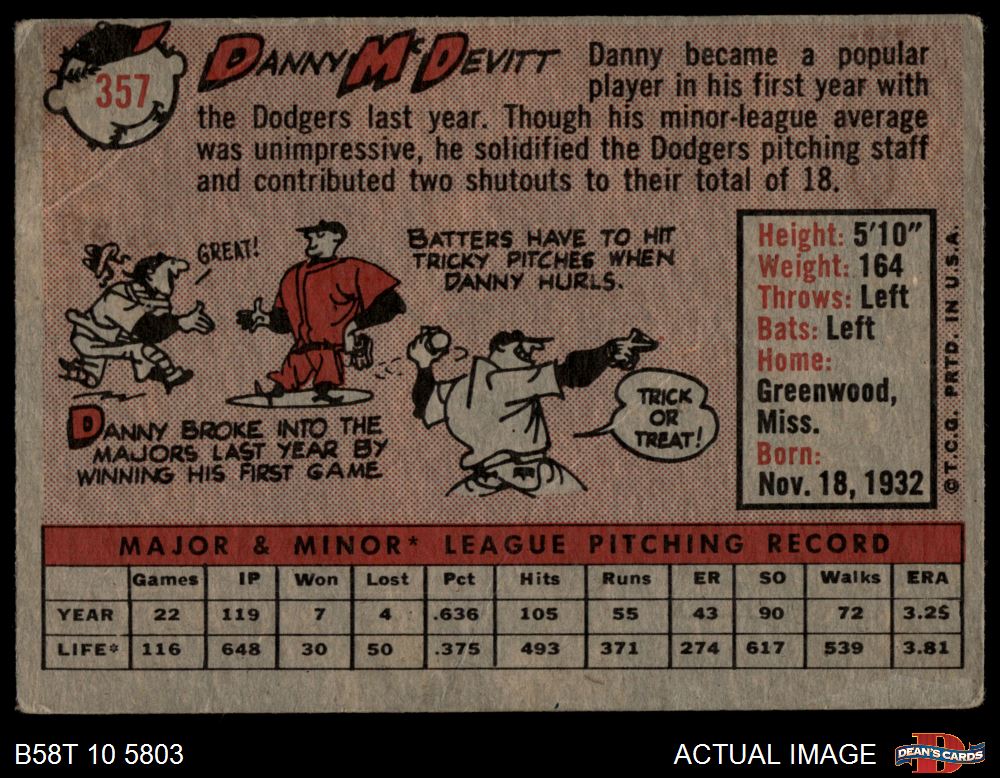 357
DANNY McDEVITT
Danny became a popular
player in his first year with
the Dodgers last year. Though his minor-league average
was unimpressive, he solidified the Dodgers pitching staff
and contributed two shutouts to their total of 18.
GREAT!
BATTERS HAVE TO HIT
TRICKY PITCHES WHEN
DANNY HURLS.
DANNY BROKE INTO THE
MAJORS LAST YEAR BY
WINNING HIS FIRST GAME
TRICK
OR
TREAT!
Height: 5'10"
Weight: 164
Throws: Left
Bats: Left
Home:
Greenwood,
Miss.
Born:
Nov. 18, 1932
© T.C.G. PRTD. IN U.S.A.
MAJOR & MINOR* LEAGUE PITCHING RECORD
Games IP Won Lost Pct Hits Runs ER SO Walks ERA
YEAR 22 119 7 4 .636 105 55 43 90 72 3.25
LIFE* 116 648 30 50 .375 493 371 274 617 539 3.81
B58T 10 5803
ACTUAL IMAGE
D
DEAN'S CARDS